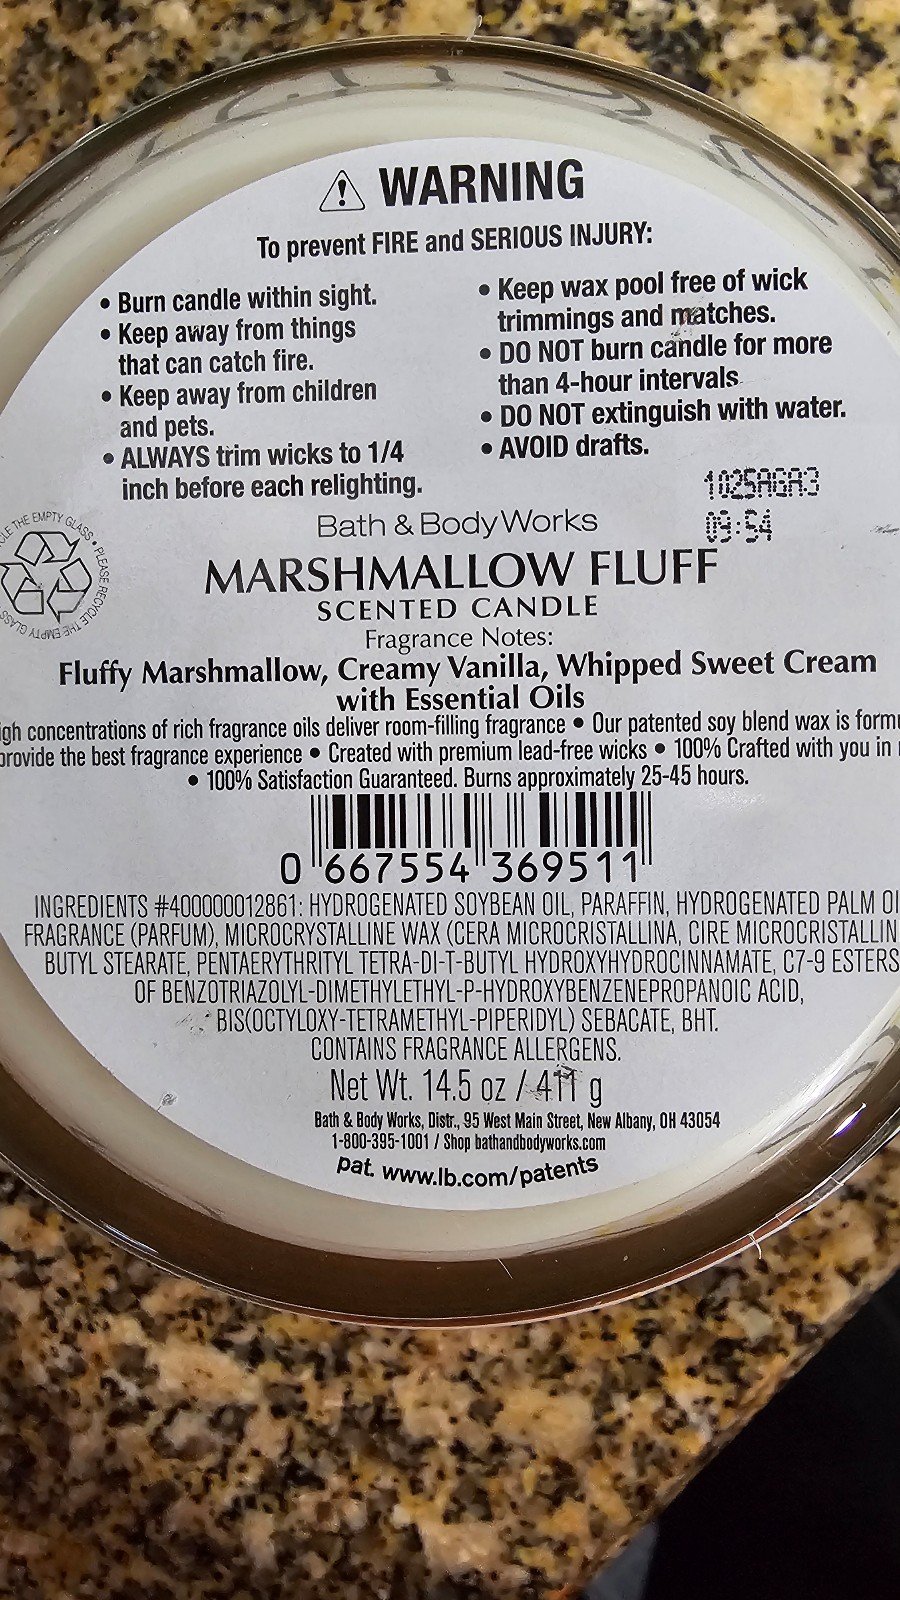 WARNING
To prevent FIRE and SERIOUS INJURY:
• Burn candle within sight.
• Keep away from things
that can catch fire.
• Keep away from children
and pets.
• ALWAYS trim wicks to 1/4
inch before each relighting.
• Keep wax pool free of wick
trimmings and matches.
• DO NOT burn candle for more
than 4-hour intervals.
• DO NOT extinguish with water.
• AVOID drafts.
1025AGA3
09:54
EMPTY GLASS • PLEASE RECYCLE THE EMPTY GLASS
Bath & Body Works
MARSHMALLOW FLUFF
SCENTED CANDLE
Fragrance Notes:
Fluffy Marshmallow, Creamy Vanilla, Whipped Sweet Cream
with Essential Oils
concentrations of rich fragrance oils deliver room-filling fragrance • Our patented soy blend wax is
provide the best fragrance experience • Created with premium lead-free wicks • 100% Crafted with you in
• 100% Satisfaction Guaranteed. Burns approximately 25-45 hours.
0 667554 369511
INGREDIENTS #400000012861: HYDROGENATED SOYBEAN OIL, PARAFFIN, HYDROGENATED PALM
FRAGRANCE (PARFUM), MICROCRYSTALLINE WAX (CERA MICROCRISTALLINA, CIRE MICROCRISTALLIN
BUTYL STEARATE, PENTAERYTHRITYL TETRA-DI-T-BUTYL HYDROXYHYDROCINNAMATE, C7-9 ESTERS
OF BENZOTRIAZOLYL-DIMETHYLETHYL-P-HYDROXYBENZENEPROPANOIC ACID,
BIS(OCTYLOXY-TETRAMETHYL-PIPERIDYL) SEBACATE, BHT.
CONTAINS FRAGRANCE ALLERGENS.
Net Wt. 14.5 oz / 411 g
Bath & Body Works, Distr., 95 West Main Street, New Albany, OH 43054
1-800-395-1001 / Shop bathandbodyworks.com
pat. www.lb.com/patents